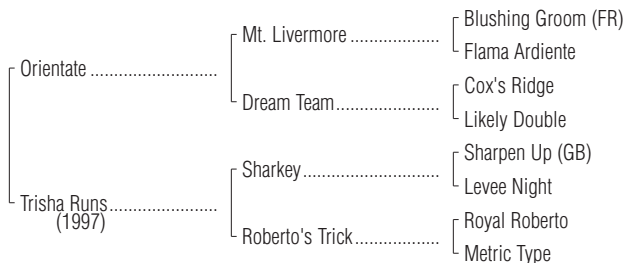 Blushing Groom (FR)
Mt. Livermore ....................
Flama Ardiente
Orientate ............................
Cox's Ridge
Dream Team.......................
Likely Double
Sharpen Up (GB)
Sharkey..............................
Levee Night
Trisha Runs........................
(1997)
Royal Roberto
Roberto's Trick...................
Metric Type